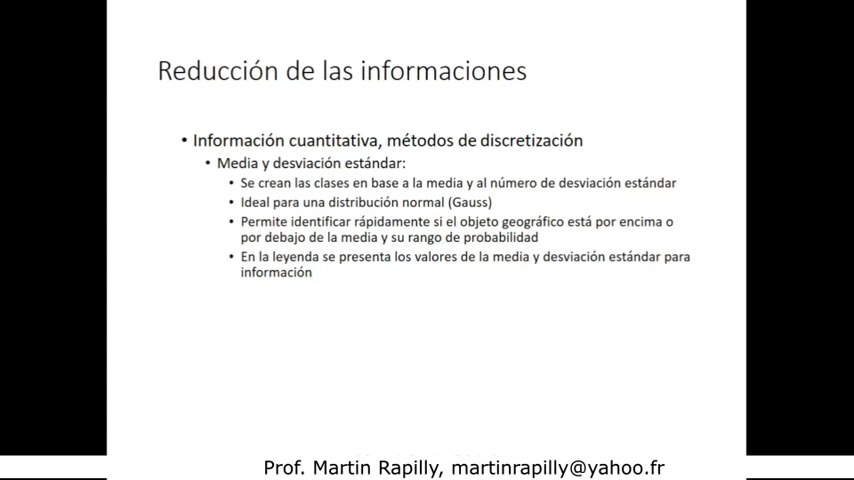 Reducción de las informaciones
• Información cuantitativa, métodos de discretización
• Media y desviación estándar:
• Se crean las clases en base a la media y al número de desviación estándar
• Ideal para una distribución normal (Gauss)
• Permite identificar rápidamente si el objeto geográfico está por encima o
por debajo de la media y su rango de probabilidad
• En la leyenda se presenta los valores de la media y desviación estándar para
información
Prof. Martin Rapilly, martinrapilly@yahoo.fr